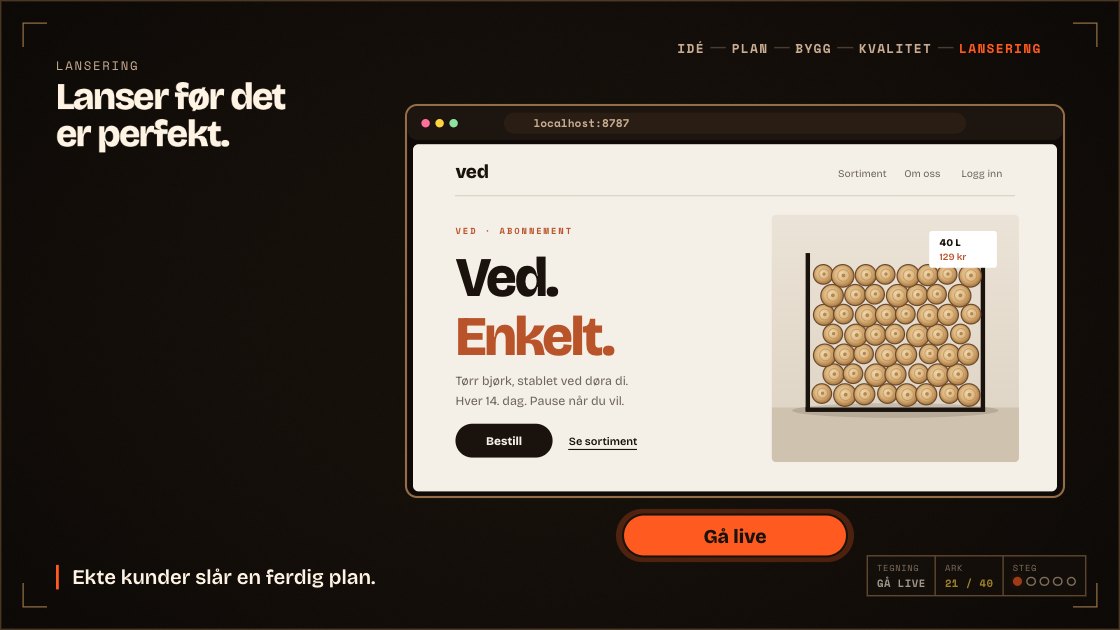 IDÉ — PLAN — BYGG — KVALITET — LANSERING
LANSERING
Lanser før det
er perfekt.
localhost:8787
ved
Sortiment Om oss Logg inn
VED · ABONNEMENT
Ved.
Enkelt.
Tørr bjørk, stablet ved døra di.
Hver 14. dag. Pause når du vil.
Bestill
Se sortiment
40 L
129 kr
Gå live
Ekte kunder slår en ferdig plan.
TEGNING
GÅ LIVE
ARK
21 / 40
STEG